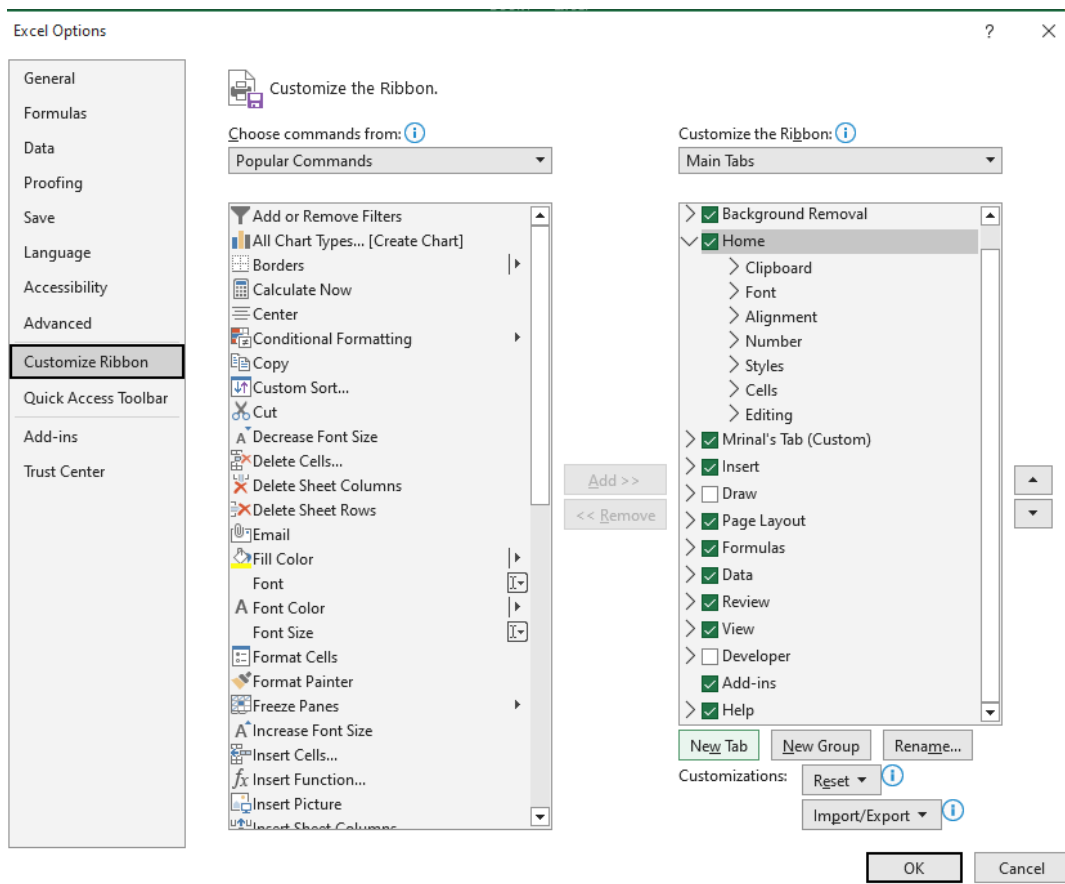 Excel Options
?
General
Formulas
Data
Proofing
Save
Language
Accessibility
Advanced
Customize Ribbon
Quick Access Toolbar
Add-ins
Trust Center
Customize the Ribbon.
Choose commands from:
Popular Commands
Add or Remove Filters
All Chart Types... [Create Chart]
Borders
Calculate Now
Center
Conditional Formatting
Copy
Custom Sort...
Cut
Decrease Font Size
Delete Cells...
Delete Sheet Columns
Delete Sheet Rows
Email
Fill Color
Font
Font Color
Font Size
Format Cells
Format Painter
Freeze Panes
Increase Font Size
Insert Cells...
Insert Function...
Insert Picture
Insert Sheet Columns
Add >>
<< Remove
Customize the Ribbon:
Main Tabs
Background Removal
Home
Clipboard
Font
Alignment
Number
Styles
Cells
Editing
Mrinal's Tab (Custom)
Insert
Draw
Page Layout
Formulas
Data
Review
View
Developer
Add-ins
Help
New Tab
New Group
Rename...
Customizations:
Reset
Import/Export
OK
Cancel